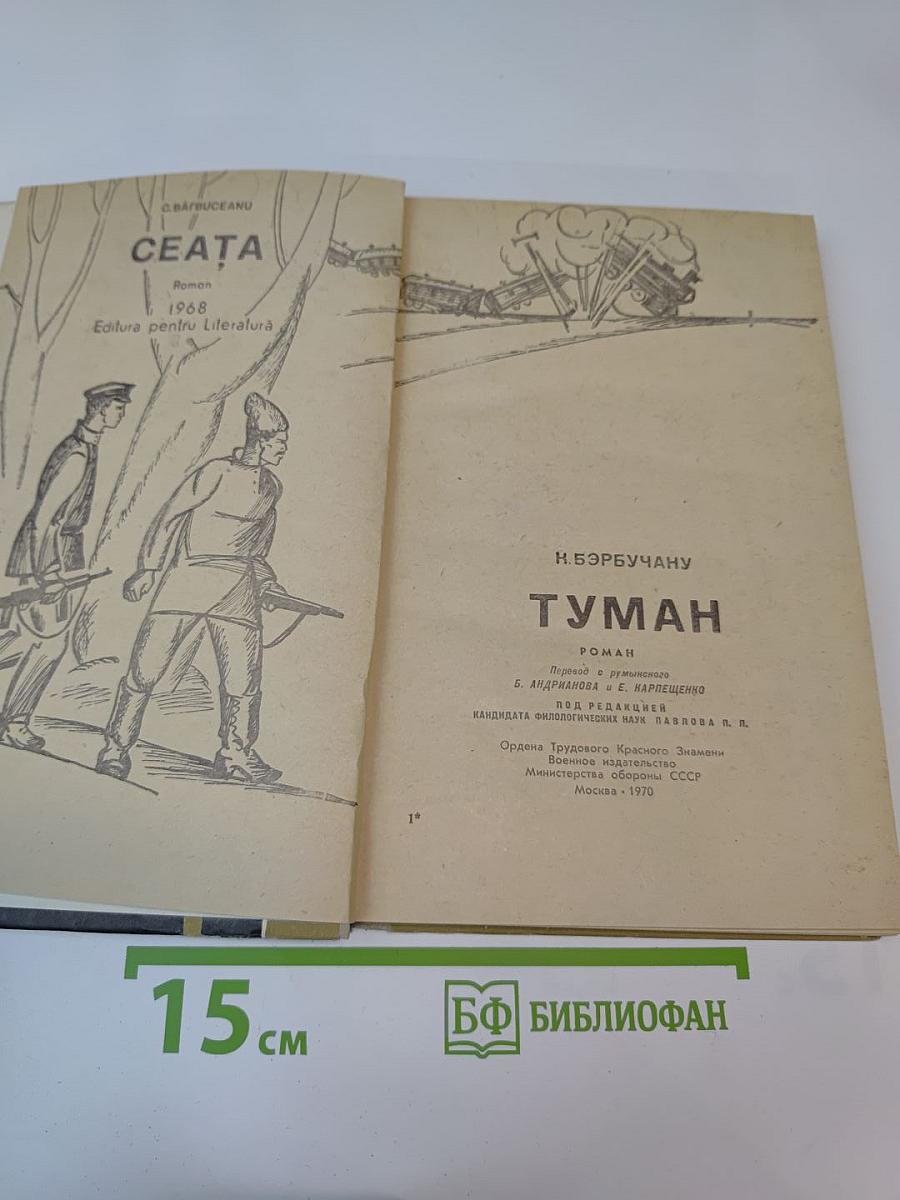 C. BĂRBUCEANU
CEAȚA
Roman
1968
Editura pentru Literatură
К. БЭРБУЧАНУ
ТУМАН
РОМАН
Перевод с румынского
Б. АНДРИАНОВА и Е. КАРПЕЩЕНКО
ПОД РЕДАКЦИЕЙ
КАНДИДАТА ФИЛОЛОГИЧЕСКИХ НАУК ПАВЛОВА П. П.
Ордена Трудового Красного Знамени
Военное издательство
Министерства обороны СССР
Москва • 1970
1*
15 см
БФ БИБЛИОФАН